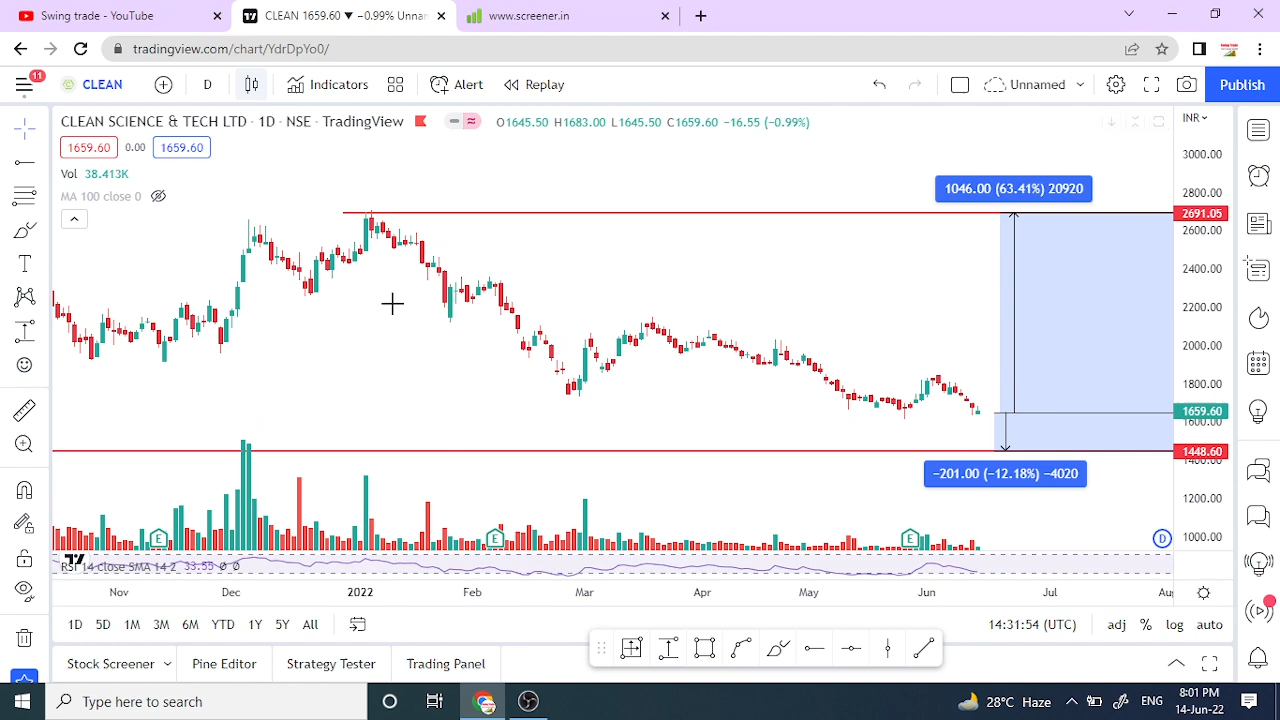 Swing trade - YouTube
CLEAN 1659.60 ▼ −0.99% Unnam
www.screener.in
tradingview.com/chart/YdrDpYo0/
11
CLEAN
D
Indicators
Alert
Replay
Unnamed
Publish
CLEAN SCIENCE & TECH LTD · 1D · NSE · TradingView
O1645.50 H1683.00 L1645.50 C1659.60 −16.55 (−0.99%)
INR
1659.60
0.00
1659.60
Vol 38.413K
MA 100 close 0
1046.00 (63.41%) 20920
−201.00 (−12.18%) −4020
3000.00
2800.00
2691.05
2600.00
2400.00
2200.00
2000.00
1800.00
1659.60
1600.00
1448.60
1400.00
1200.00
1000.00
E
E
E
D
RSI 14 close SMA 14 2
Nov
Dec
2022
Feb
Mar
Apr
May
Jun
Jul
Au
1D 5D 1M 3M 6M YTD 1Y 5Y All
14:31:54 (UTC)
adj % log auto
Stock Screener
Pine Editor
Strategy Tester
Trading Panel
Type here to search
28°C Haze
ENG
8:01 PM
14-Jun-22